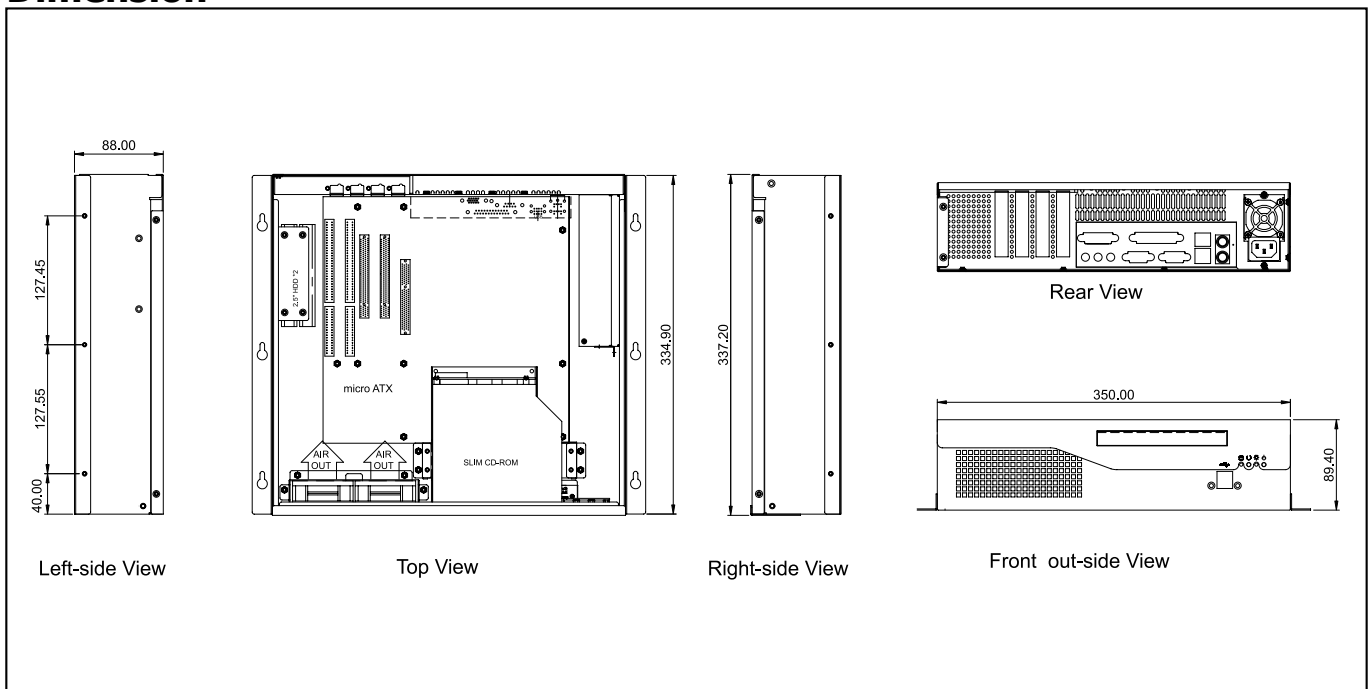 Dimension
88.00
127.45
127.55
40.00
Left-side View
2.5" HDD *2
micro ATX
AIR
OUT
AIR
OUT
SLIM CD-ROM
334.90
Top View
337.20
Right-side View
Rear View
350.00
89.40
Front out-side View